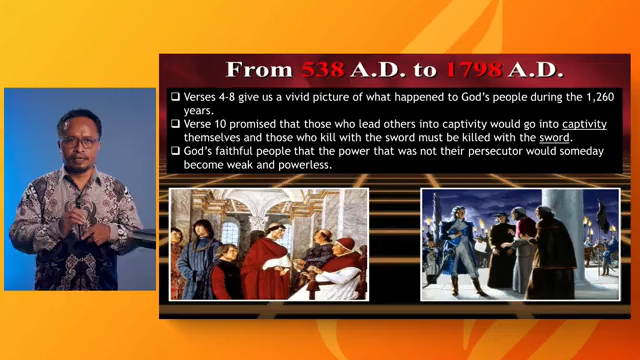 From 538 A.D. to 1798 A.D.
❑ Verses 4-8 give us a vivid picture of what happened to God's people during the 1,260
years.
❑ Verse 10 promised that those who lead others into captivity would go into captivity
themselves and those who kill with the sword must be killed with the sword.
❑ God's faithful people that the power that was not their persecutor would someday
become weak and powerless.